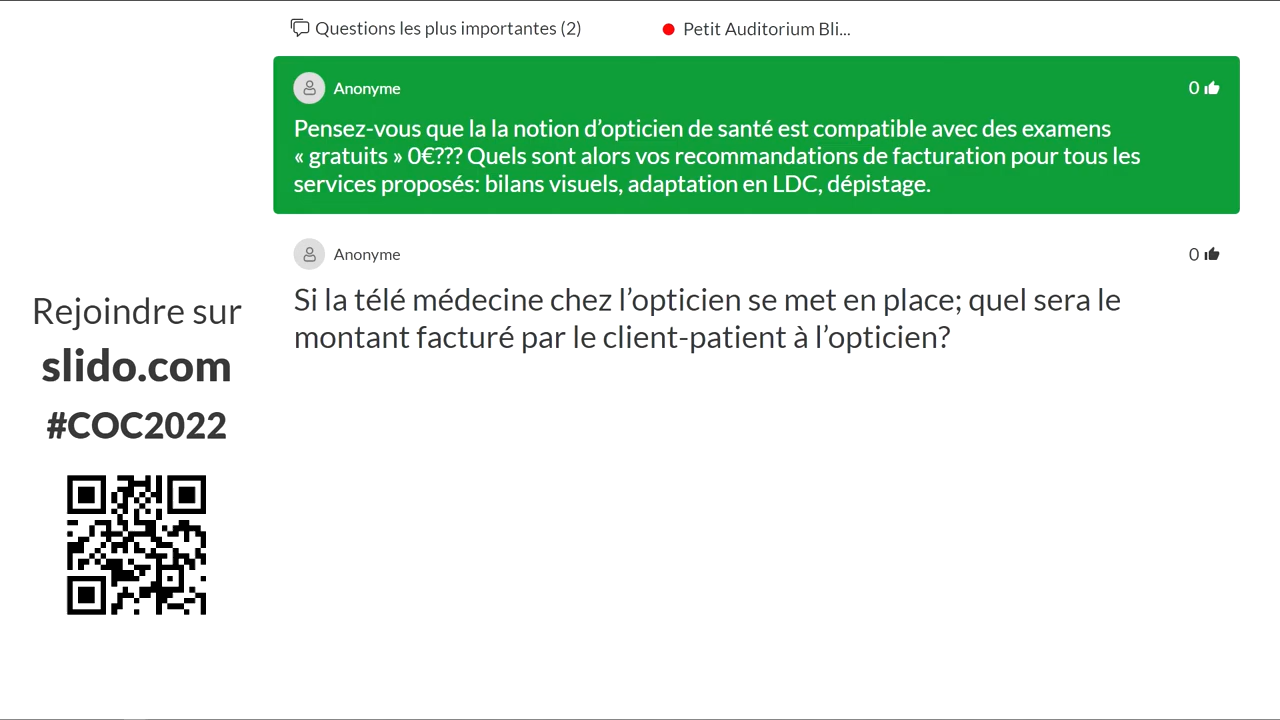 Questions les plus importantes (2)
Petit Auditorium Bli...
Anonyme
0
Pensez-vous que la la notion d’opticien de santé est compatible avec des examens
« gratuits » 0€??? Quels sont alors vos recommandations de facturation pour tous les
services proposés: bilans visuels, adaptation en LDC, dépistage.
Anonyme
0
Si la télé médecine chez l’opticien se met en place; quel sera le
montant facturé par le client-patient à l’opticien?
Rejoindre sur
slido.com
#COC2022